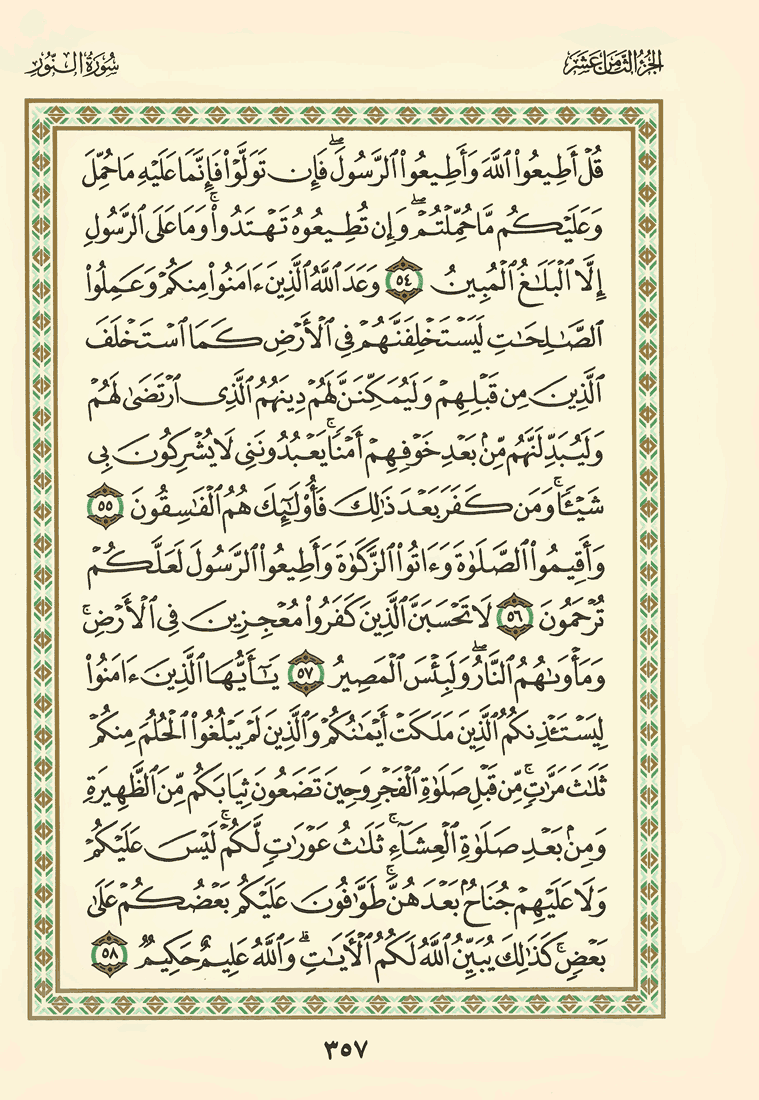 الجزء الثامن عشر
سورة النور
قُلْ أَطِيعُوا۟ ٱللَّهَ وَأَطِيعُوا۟ ٱلرَّسُولَ ۖ فَإِن تَوَلَّوْا۟ فَإِنَّمَا عَلَيْهِ مَا حُمِّلَ
وَعَلَيْكُم مَّا حُمِّلْتُمْ ۖ وَإِن تُطِيعُوهُ تَهْتَدُوا۟ ۚ وَمَا عَلَى ٱلرَّسُولِ
إِلَّا ٱلْبَلَٰغُ ٱلْمُبِينُ ٥٤ وَعَدَ ٱللَّهُ ٱلَّذِينَ ءَامَنُوا۟ مِنكُمْ وَعَمِلُوا۟
ٱلصَّٰلِحَٰتِ لَيَسْتَخْلِفَنَّهُمْ فِى ٱلْأَرْضِ كَمَا ٱسْتَخْلَفَ
ٱلَّذِينَ مِن قَبْلِهِمْ وَلَيُمَكِّنَنَّ لَهُمْ دِينَهُمُ ٱلَّذِى ٱرْتَضَىٰ لَهُمْ
وَلَيُبَدِّلَنَّهُم مِّنۢ بَعْدِ خَوْفِهِمْ أَمْنًا ۚ يَعْبُدُونَنِى لَا يُشْرِكُونَ بِى
شَيْـًٔا ۚ وَمَن كَفَرَ بَعْدَ ذَٰلِكَ فَأُو۟لَٰٓئِكَ هُمُ ٱلْفَٰسِقُونَ ٥٥
وَأَقِيمُوا۟ ٱلصَّلَوٰةَ وَءَاتُوا۟ ٱلزَّكَوٰةَ وَأَطِيعُوا۟ ٱلرَّسُولَ لَعَلَّكُمْ
تُرْحَمُونَ ٥٦ لَا تَحْسَبَنَّ ٱلَّذِينَ كَفَرُوا۟ مُعْجِزِينَ فِى ٱلْأَرْضِ ۚ
وَمَأْوَىٰهُمُ ٱلنَّارُ ۖ وَلَبِئْسَ ٱلْمَصِيرُ ٥٧ يَٰٓأَيُّهَا ٱلَّذِينَ ءَامَنُوا۟
لِيَسْتَـْٔذِنكُمُ ٱلَّذِينَ مَلَكَتْ أَيْمَٰنُكُمْ وَٱلَّذِينَ لَمْ يَبْلُغُوا۟ ٱلْحُلُمَ مِنكُمْ
ثَلَٰثَ مَرَّٰتٍ ۚ مِّن قَبْلِ صَلَوٰةِ ٱلْفَجْرِ وَحِينَ تَضَعُونَ ثِيَابَكُم مِّنَ ٱلظَّهِيرَةِ
وَمِنۢ بَعْدِ صَلَوٰةِ ٱلْعِشَآءِ ۚ ثَلَٰثُ عَوْرَٰتٍ لَّكُمْ ۚ لَيْسَ عَلَيْكُمْ
وَلَا عَلَيْهِمْ جُنَاحٌۢ بَعْدَهُنَّ ۚ طَوَّٰفُونَ عَلَيْكُم بَعْضُكُمْ عَلَىٰ
بَعْضٍ ۚ كَذَٰلِكَ يُبَيِّنُ ٱللَّهُ لَكُمُ ٱلْءَايَٰتِ ۗ وَٱللَّهُ عَلِيمٌ حَكِيمٌ ٥٨
٣٥٧